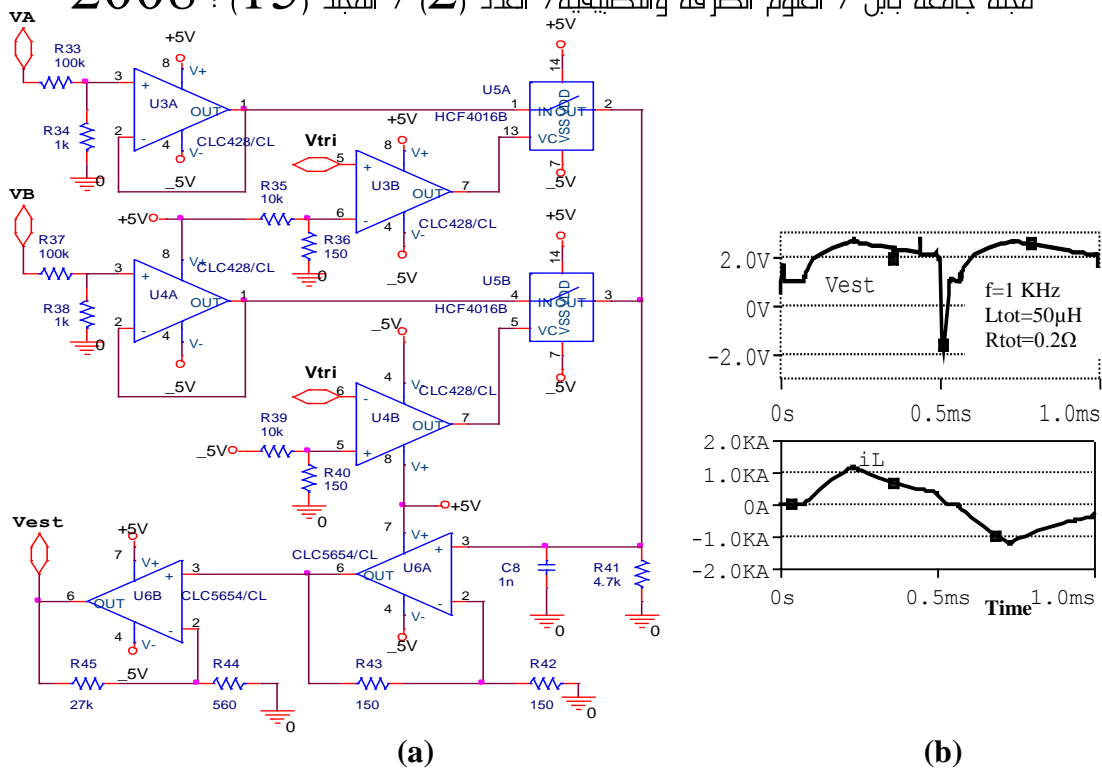 مجلة جامعة بابل / العلوم الصرفة والتطبيقية/ العدد (2) / المجلد (15) : 2008
VA
R33
100k
R34
1k
0
3
2
8
V+
+5V
+
-
U3A
OUT
1
4
V-
_5V
CLC428/CL
Vtri
5
6
+
-
8
V+
+5V
U3B
OUT
7
4
V-
_5V
CLC428/CL
R35
10k
R36
150
0
+5V
U5A
HCF4016B
+5V
14
1
IN
OUT
2
VDD
VSS
13
VC
7
_5V
VB
R37
100k
R38
1k
0
3
2
8
V+
CLC428/CL
+
-
U4A
OUT
1
4
V-
_5V
U5B
HCF4016B
+5V
14
4
IN
OUT
3
VDD
VSS
5
VC
7
_5V
_5V
4
V-
CLC428/CL
Vtri
6
-
U4B
OUT
7
5
+
8
V+
R39
10k
_5V
R40
150
0
+5V
Vest
+5V
7
V+
6
OUT
U6B
+
3
-
2
4
V-
_5V
CLC5654/CL
CLC5654/CL
7
V+
6
OUT
U6A
+
3
-
2
4
V-
_5V
C8
1n
0
R41
4.7k
0
R45
27k
R44
560
0
R43
150
R42
150
0
(a)
2.0V
0V
-2.0V
Vest
f=1 KHz
Ltot=50µH
Rtot=0.2Ω
0s
0.5ms
1.0ms
2.0KA
1.0KA
0A
-1.0KA
-2.0KA
iL
0s
0.5ms
Time
1.0ms
(b)